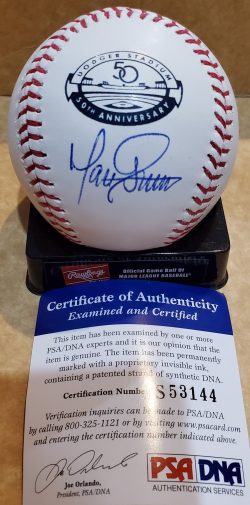 DODGER STADIUM
50
50TH ANNIVERSARY
Rawlings
Official Game Ball Of
MAJOR LEAGUE BASEBALL
Certificate of Authenticity
Examined and Certified
This item has been examined by one or more
PSA/DNA experts and it is our opinion that the
item is genuine. The item has been permanently
marked with a proprietary invisible ink,
containing a patented strand of synthetic DNA.
Certification Number S53144
Verification inquiries can be made to PSA/DNA
by calling 800-325-1121 or by visiting www.psacard.com
and entering the certification number indicated above.
Joe Orlando,
President, PSA/DNA
PSA DNA
AUTHENTICATION SERVICES